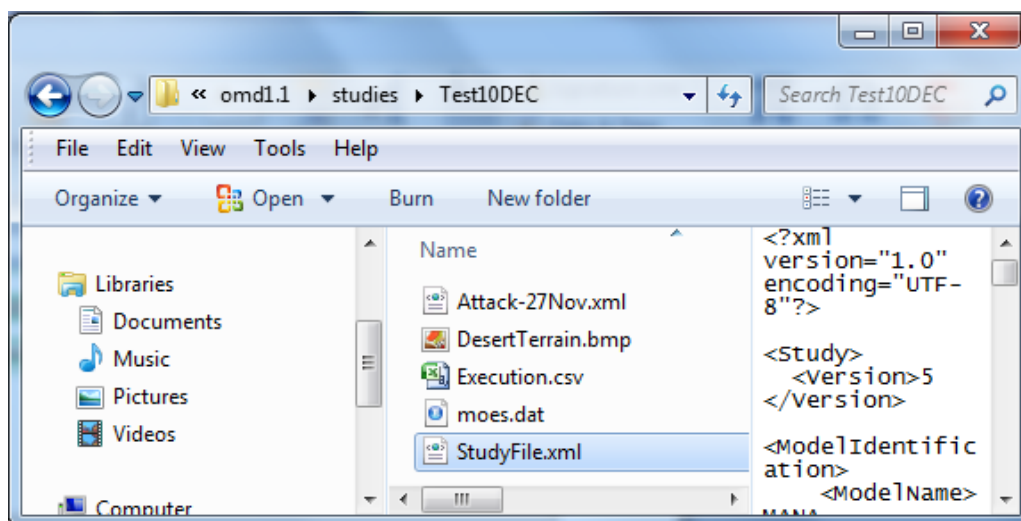 « omd1.1 ▸ studies ▸ Test10DEC
Search Test10DEC
File Edit View Tools Help
Organize Open Burn New folder
Libraries
Documents
Music
Pictures
Videos
Computer
Name
Attack-27Nov.xml
DesertTerrain.bmp
Execution.csv
moes.dat
StudyFile.xml
<?xml
version="1.0"
encoding="UTF-
8"?>
<Study>
<Version>5
</Version>
<ModelIdentific
ation>
<ModelName>
MANA